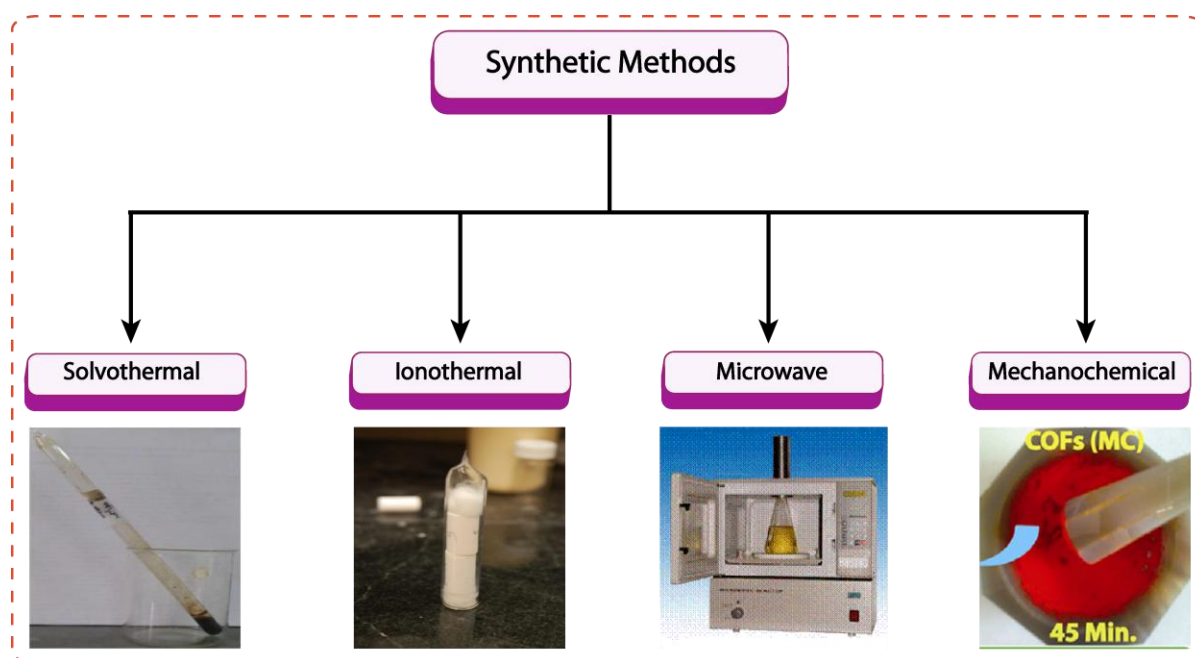 Synthetic Methods
Solvothermal
Ionothermal
Microwave
Mechanochemical
COFs (MC)
45 Min.